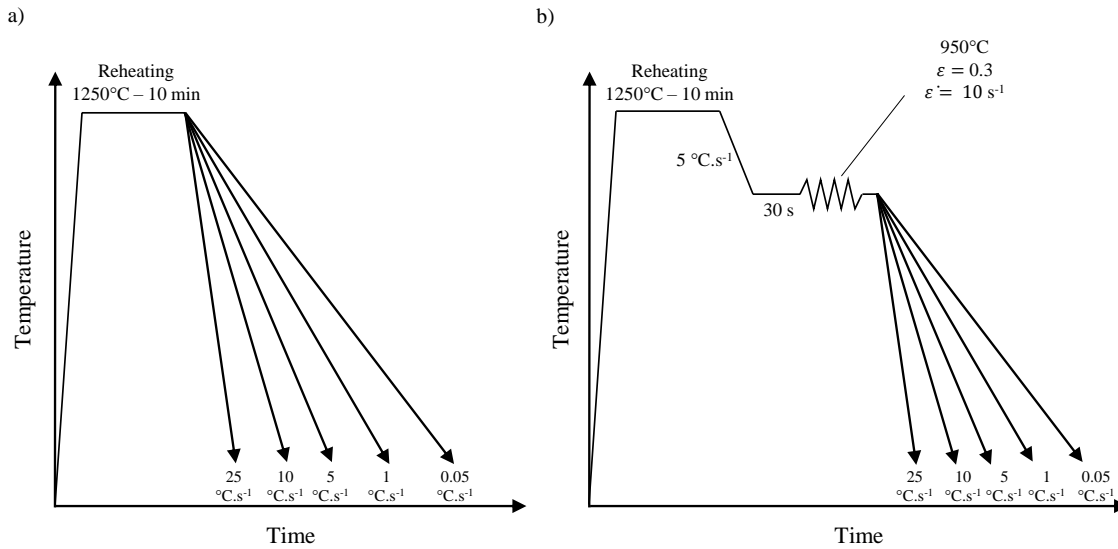 a)
Reheating
1250°C – 10 min
Temperature
25
°C.s⁻¹
10
°C.s⁻¹
5
°C.s⁻¹
1
°C.s⁻¹
0.05
°C.s⁻¹
Time
b)
Reheating
1250°C – 10 min
950°C
ε = 0.3
ε̇ = 10 s⁻¹
5 °C.s⁻¹
30 s
Temperature
25
°C.s⁻¹
10
°C.s⁻¹
5
°C.s⁻¹
1
°C.s⁻¹
0.05
°C.s⁻¹
Time